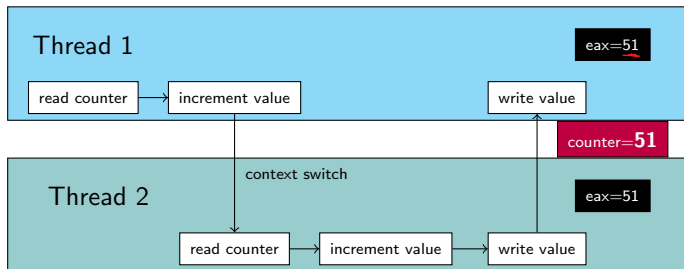 Thread 1
eax=51
read counter
increment value
write value
counter=51
context switch
Thread 2
eax=51
read counter
increment value
write value